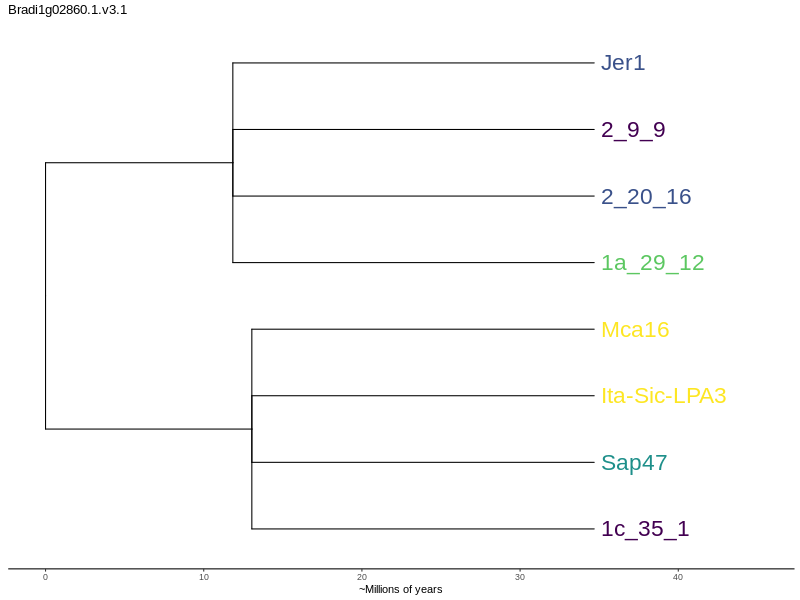 Bradi1g02860.1.v3.1
Jer1
2_9_9
2_20_16
1a_29_12
Mca16
Ita-Sic-LPA3
Sap47
1c_35_1
0 10 20 30 40
~Millions of years